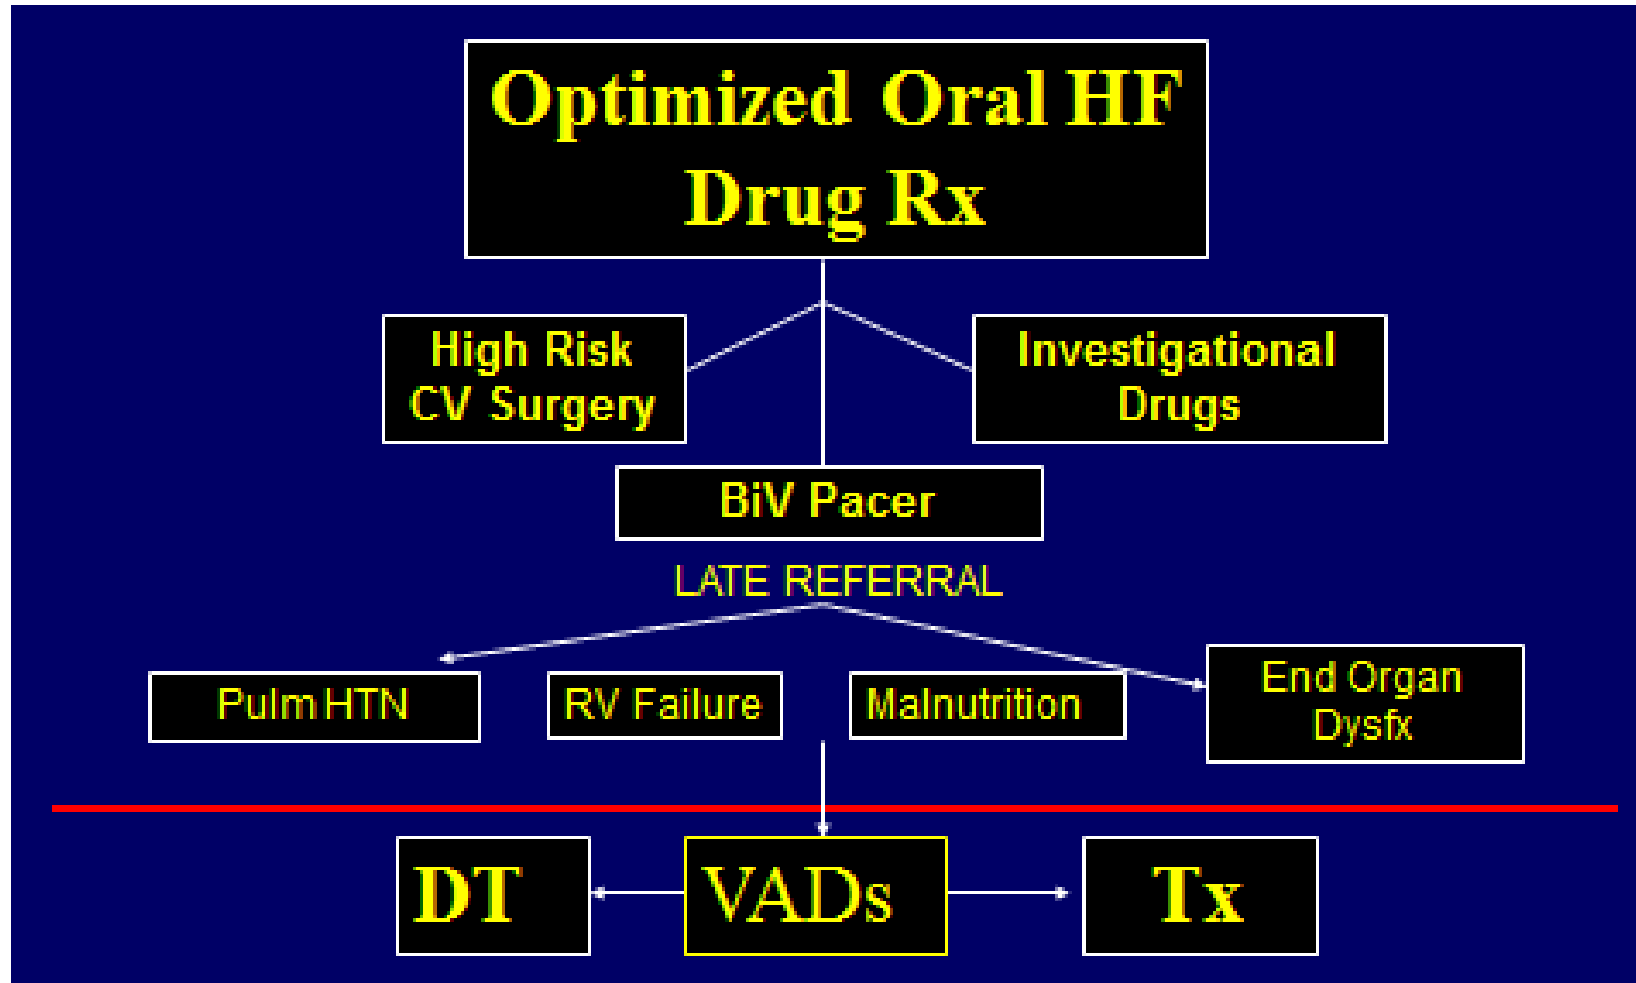 Optimized Oral HF
Drug Rx
High Risk
CV Surgery
Investigational
Drugs
BiV Pacer
LATE REFERRAL
Pulm HTN
RV Failure
Malnutrition
End Organ
Dysfx
DT
VADs
Tx